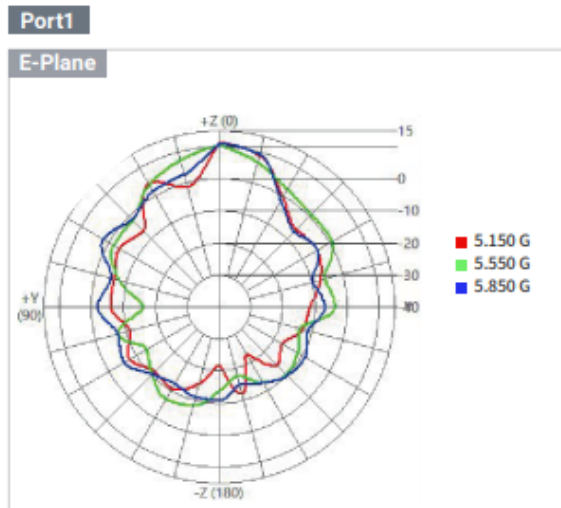 Port1
E-Plane
+Z (0)
15
0
-10
-20
30
+Y
(90)
5.150 G
5.550 G
5.850 G
-Z (180)